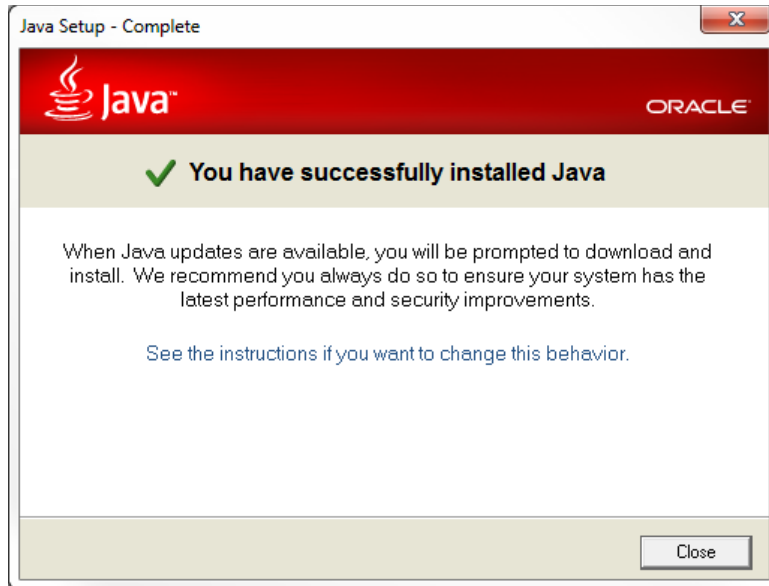 Java Setup - Complete
Java™
ORACLE
You have successfully installed Java
When Java updates are available, you will be prompted to download and
install. We recommend you always do so to ensure your system has the
latest performance and security improvements.
See the instructions if you want to change this behavior.
Close